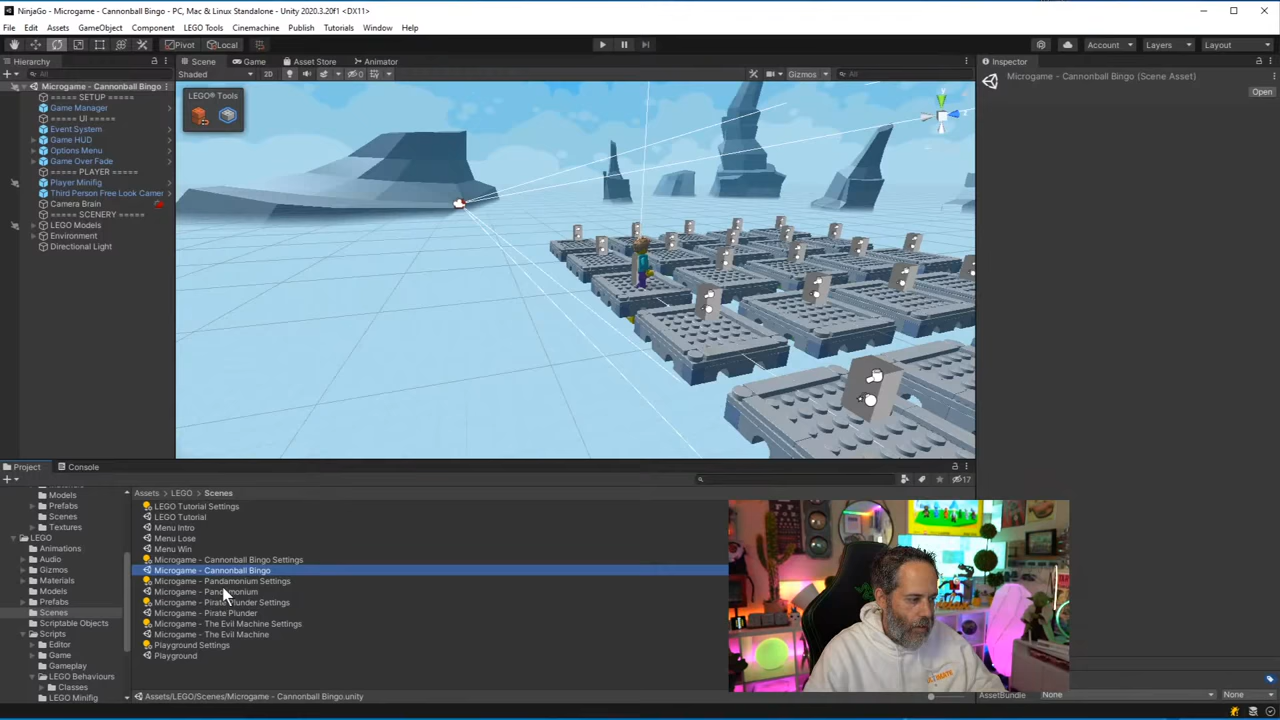 NinjaGo - Microgame - Cannonball Bingo - PC, Mac & Linux Standalone - Unity 2020.3.20f1 <DX11>
File Edit Assets GameObject Component LEGO Tools Cinemachine Publish Tutorials Window Help
Pivot Local Account Layers Layout
Hierarchy Scene Game Asset Store Animator Inspector
All Shaded 2D 0 Gizmos All
Microgame - Cannonball Bingo (Scene Asset)
Open
Microgame - Cannonball Bingo
===== SETUP =====
Game Manager
===== UI =====
Event System
Game HUD
Options Menu
Game Over Fade
===== PLAYER =====
Player Minifig
Third Person Free Look Camer
Camera Brain
===== SCENERY =====
LEGO Models
Environment
Directional Light
LEGO® Tools
y
z
Project Console
17
Models
Prefabs
Scenes
Textures
LEGO
Animations
Audio
Gizmos
Materials
Models
Prefabs
Scenes
Scriptable Objects
Scripts
Editor
Game
Gameplay
LEGO Behaviours
Classes
LEGO Minifig
Assets > LEGO > Scenes
LEGO Tutorial Settings
LEGO Tutorial
Menu Intro
Menu Lose
Menu Win
Microgame - Cannonball Bingo Settings
Microgame - Cannonball Bingo
Microgame - Pandamonium Settings
Microgame - Pandamonium
Microgame - Pirate Plunder Settings
Microgame - Pirate Plunder
Microgame - The Evil Machine Settings
Microgame - The Evil Machine
Playground Settings
Playground
Assets/LEGO/Scenes/Microgame - Cannonball Bingo.unity
AssetBundle None None